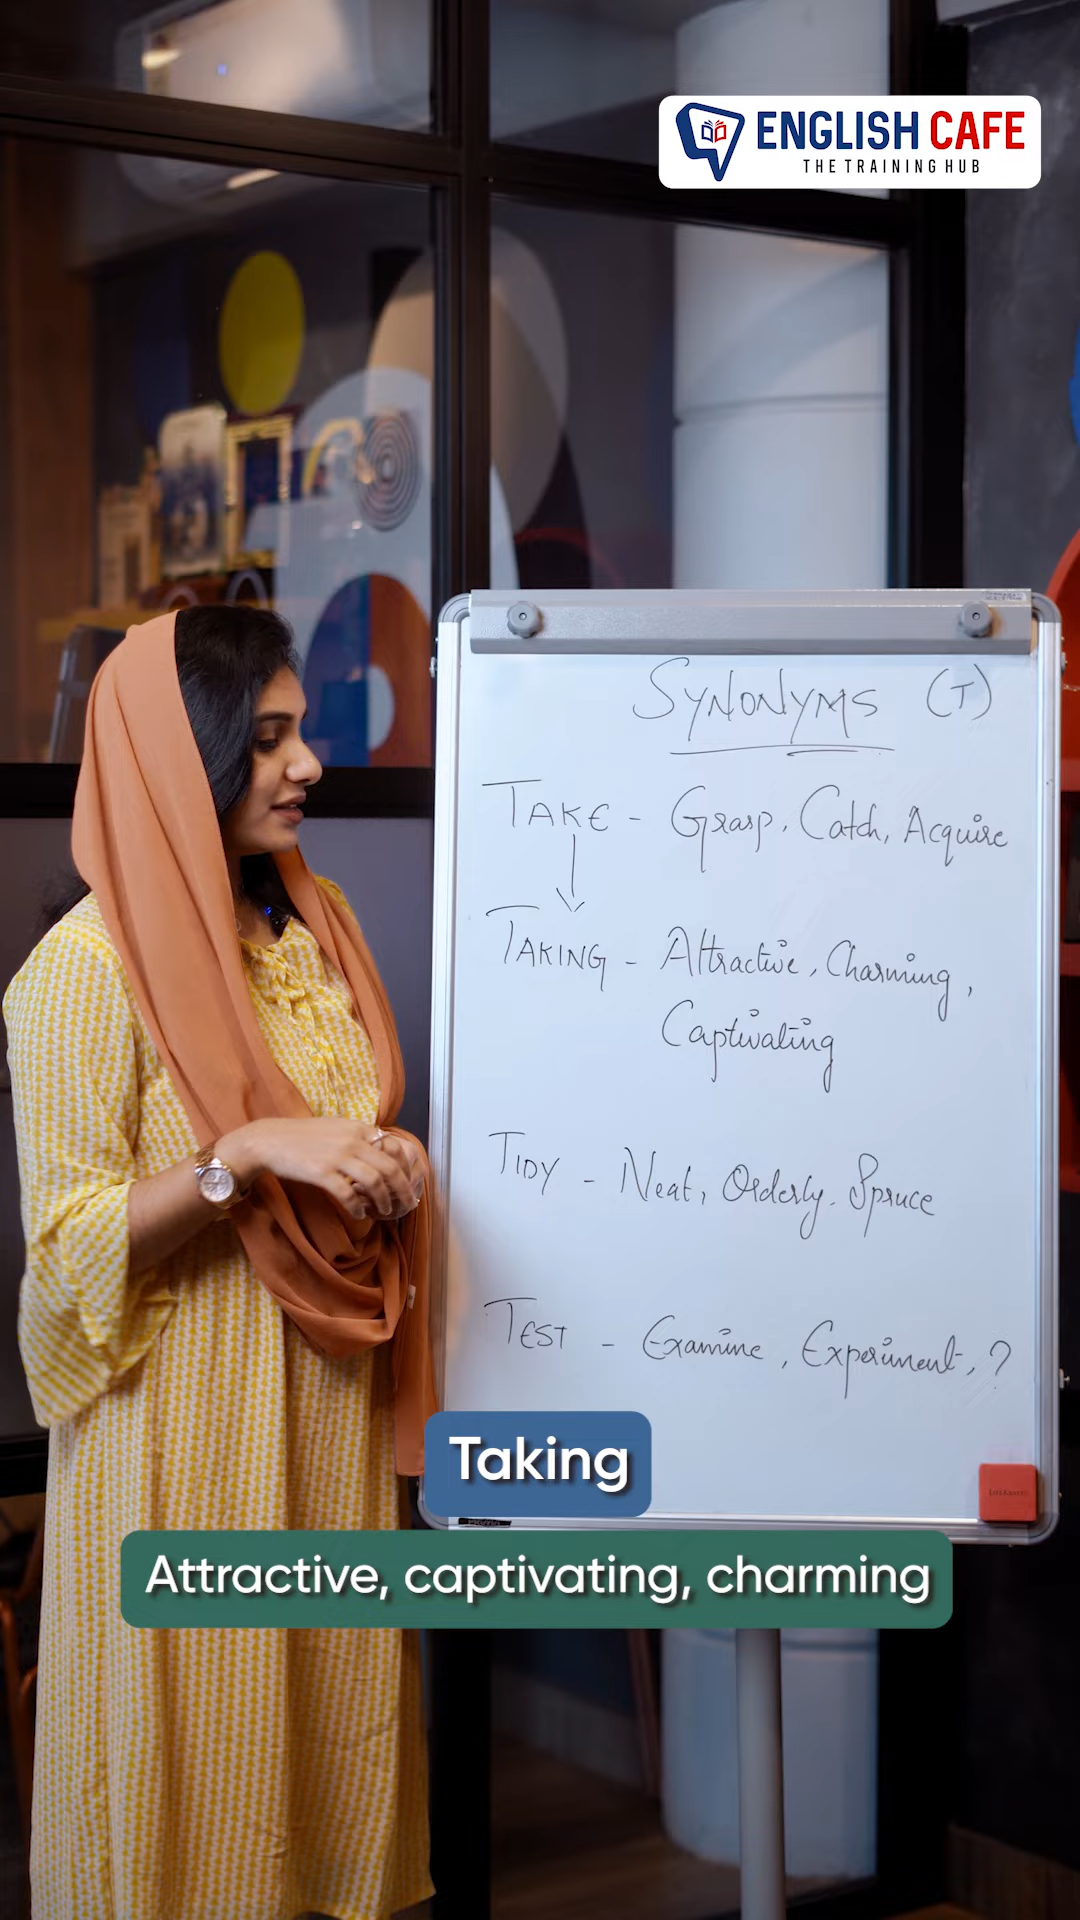 ENGLISH CAFE
THE TRAINING HUB
SYNONYMS (T)
TAKE - Grasp, Catch, Acquire
TAKING - Attractive, Charming,
Captivating
TIDY - Neat, Orderly, Spruce
TEST - Examine, Experiment, ?
Taking
Attractive, captivating, charming